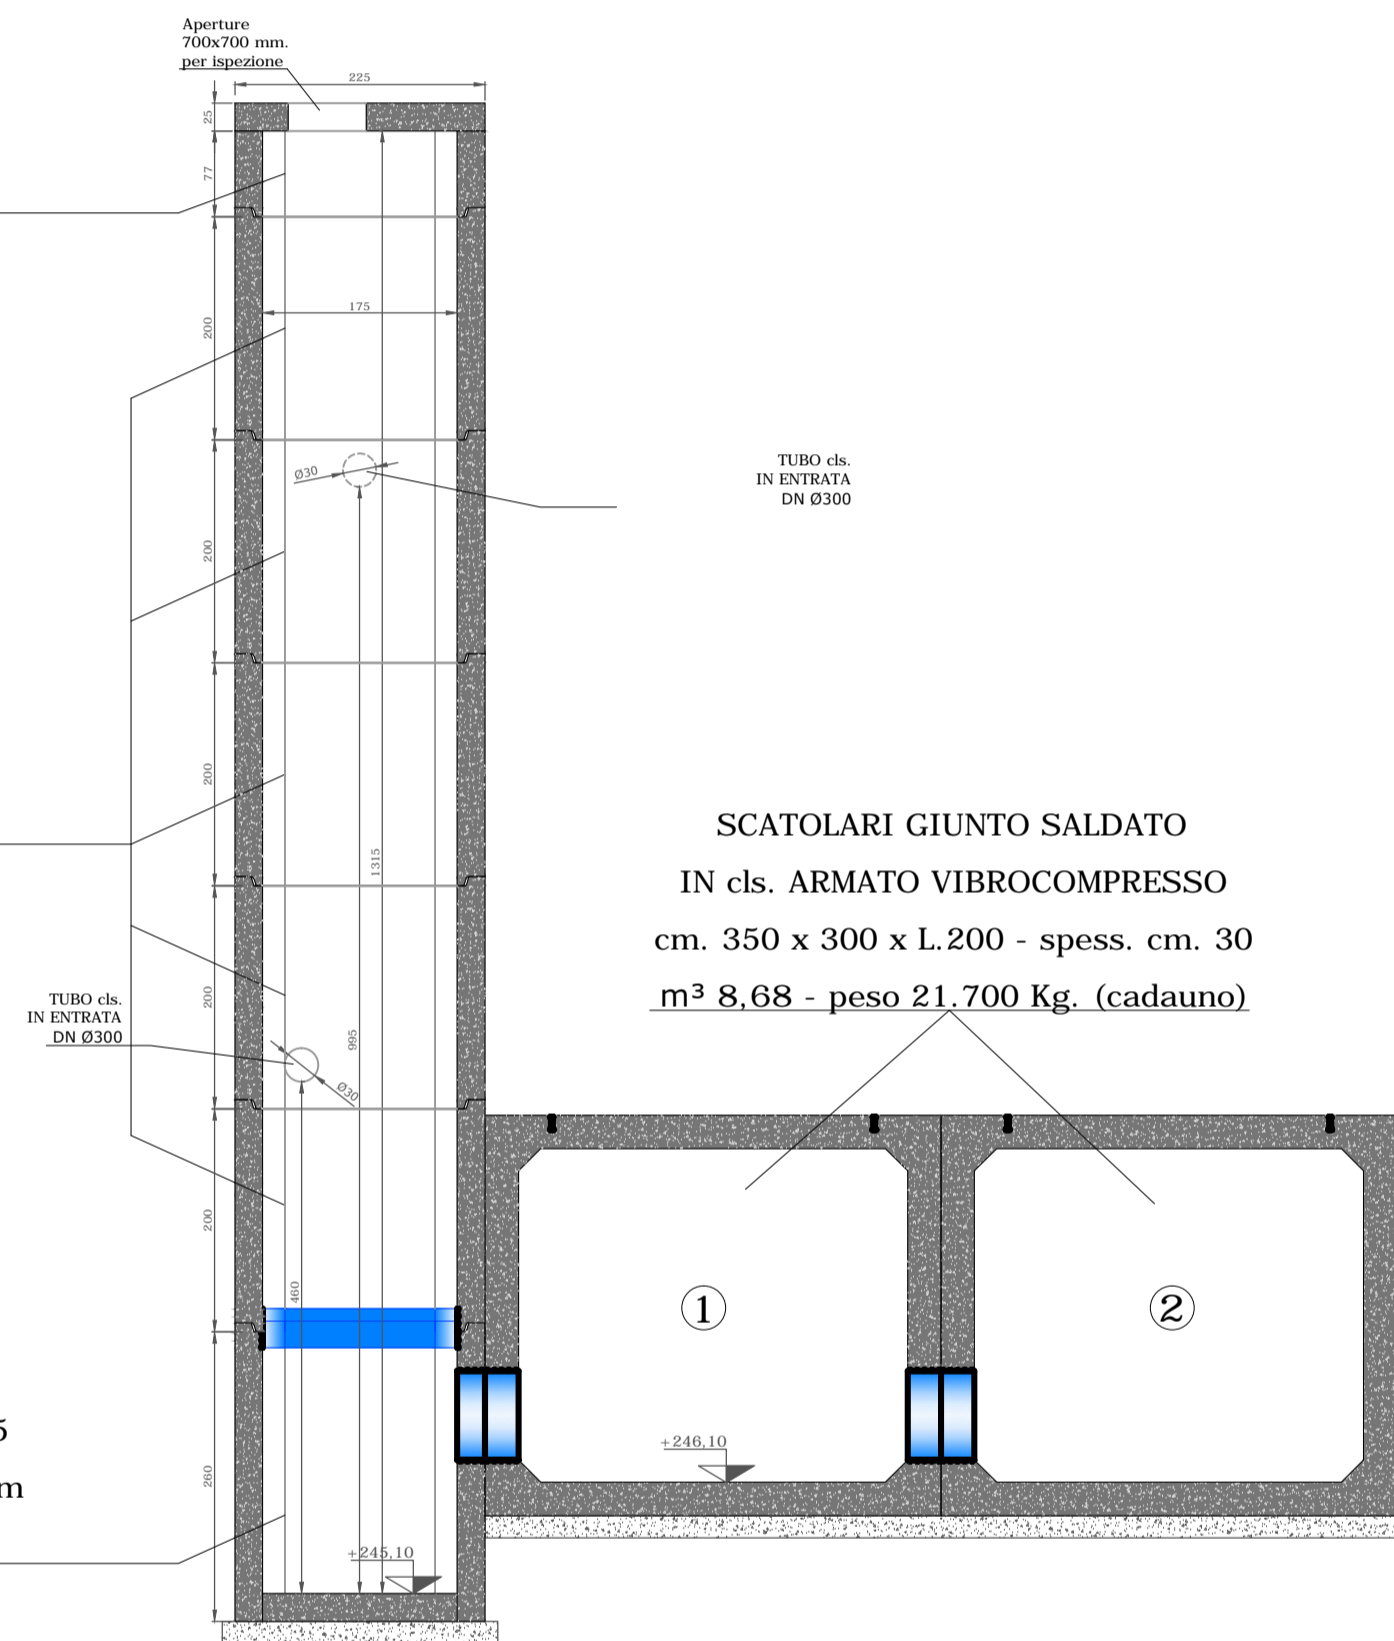 Aperture
700x700 mm.
per ispezione
225
25
77
200
175
Ø30
TUBO cls.
IN ENTRATA
DN Ø300
200
200
1315
SCATOLARI GIUNTO SALDATO
IN cls. ARMATO VIBROCOMPRESSO
cm. 350 x 300 x L.200 - spess. cm. 30
m³ 8,68 - peso 21.700 Kg. (cadauno)
200
TUBO cls.
IN ENTRATA
DN Ø300
995
Ø30
200
460
1
2
5
m
+246,10
260
+245,10